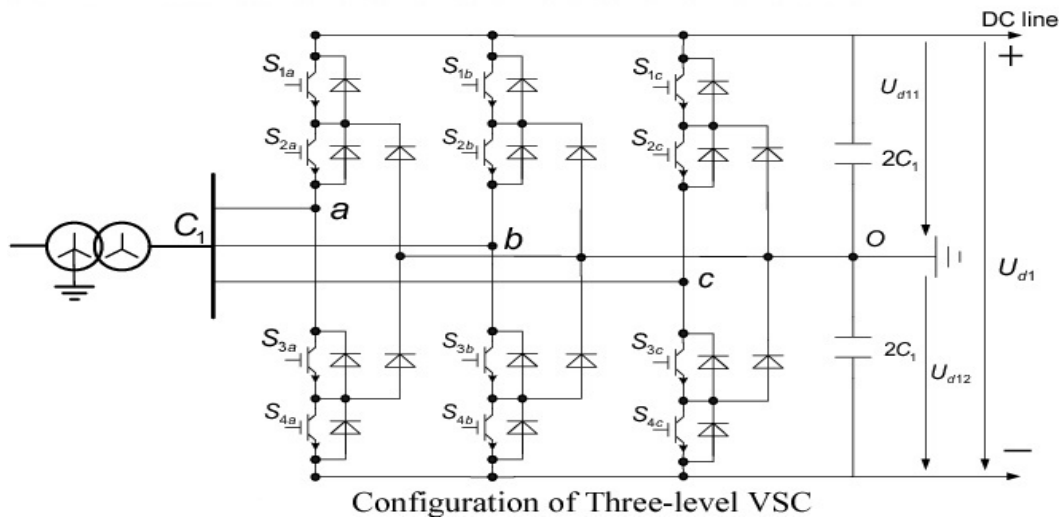 DC line
+
S1a
S1b
S1c
Ud11
S2a
S2b
S2c
2C1
C1
a
b
O
c
Ud1
S3a
S3b
S3c
2C1
Ud12
S4a
S4b
S4c
−
Configuration of Three-level VSC